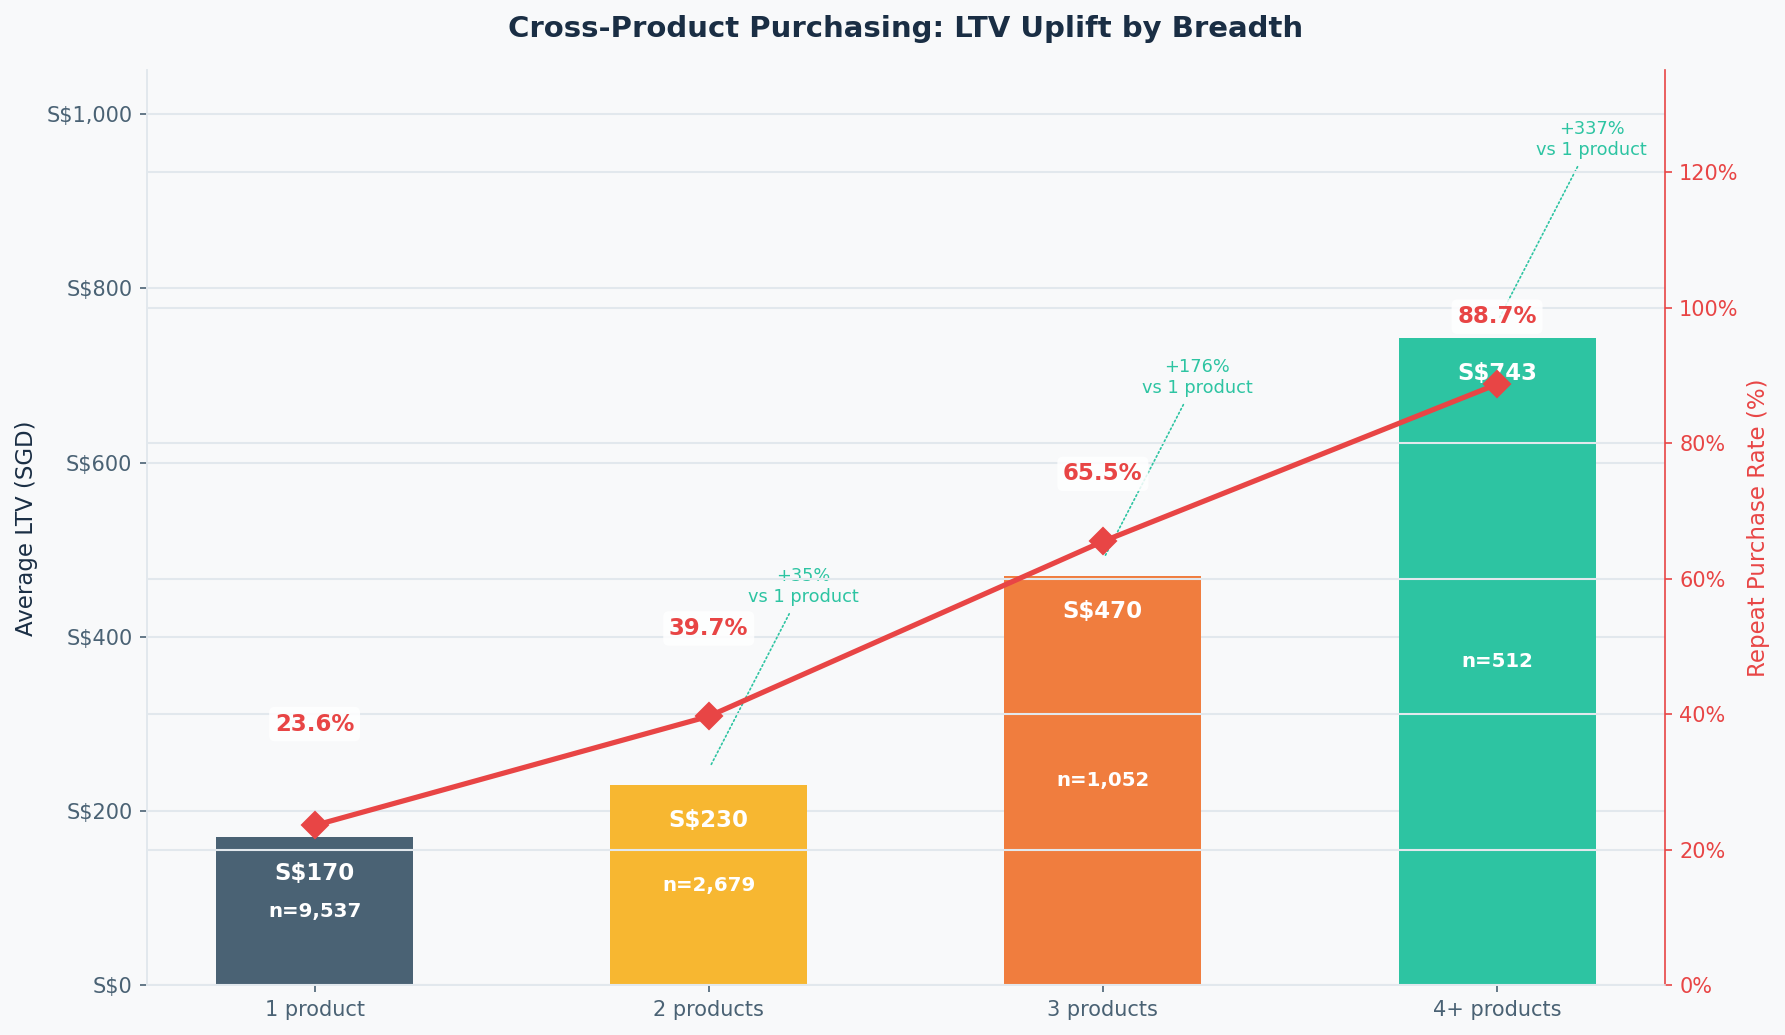 Cross-Product Purchasing: LTV Uplift by Breadth
S$1,000
S$800
S$600
S$400
S$200
S$0
Average LTV (SGD)
120%
100%
80%
60%
40%
20%
0%
Repeat Purchase Rate (%)
23.6%
S$170
n=9,537
+35%
vs 1 product
39.7%
S$230
n=2,679
+176%
vs 1 product
65.5%
S$470
n=1,052
+337%
vs 1 product
88.7%
S$743
n=512
1 product
2 products
3 products
4+ products